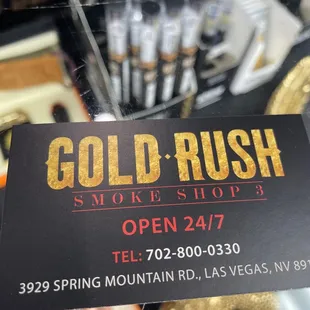 GOLD·RUSH
SMOKE SHOP 3
OPEN 24/7
TEL: 702-800-0330
3929 SPRING MOUNTAIN RD., LAS VEGAS, NV 891